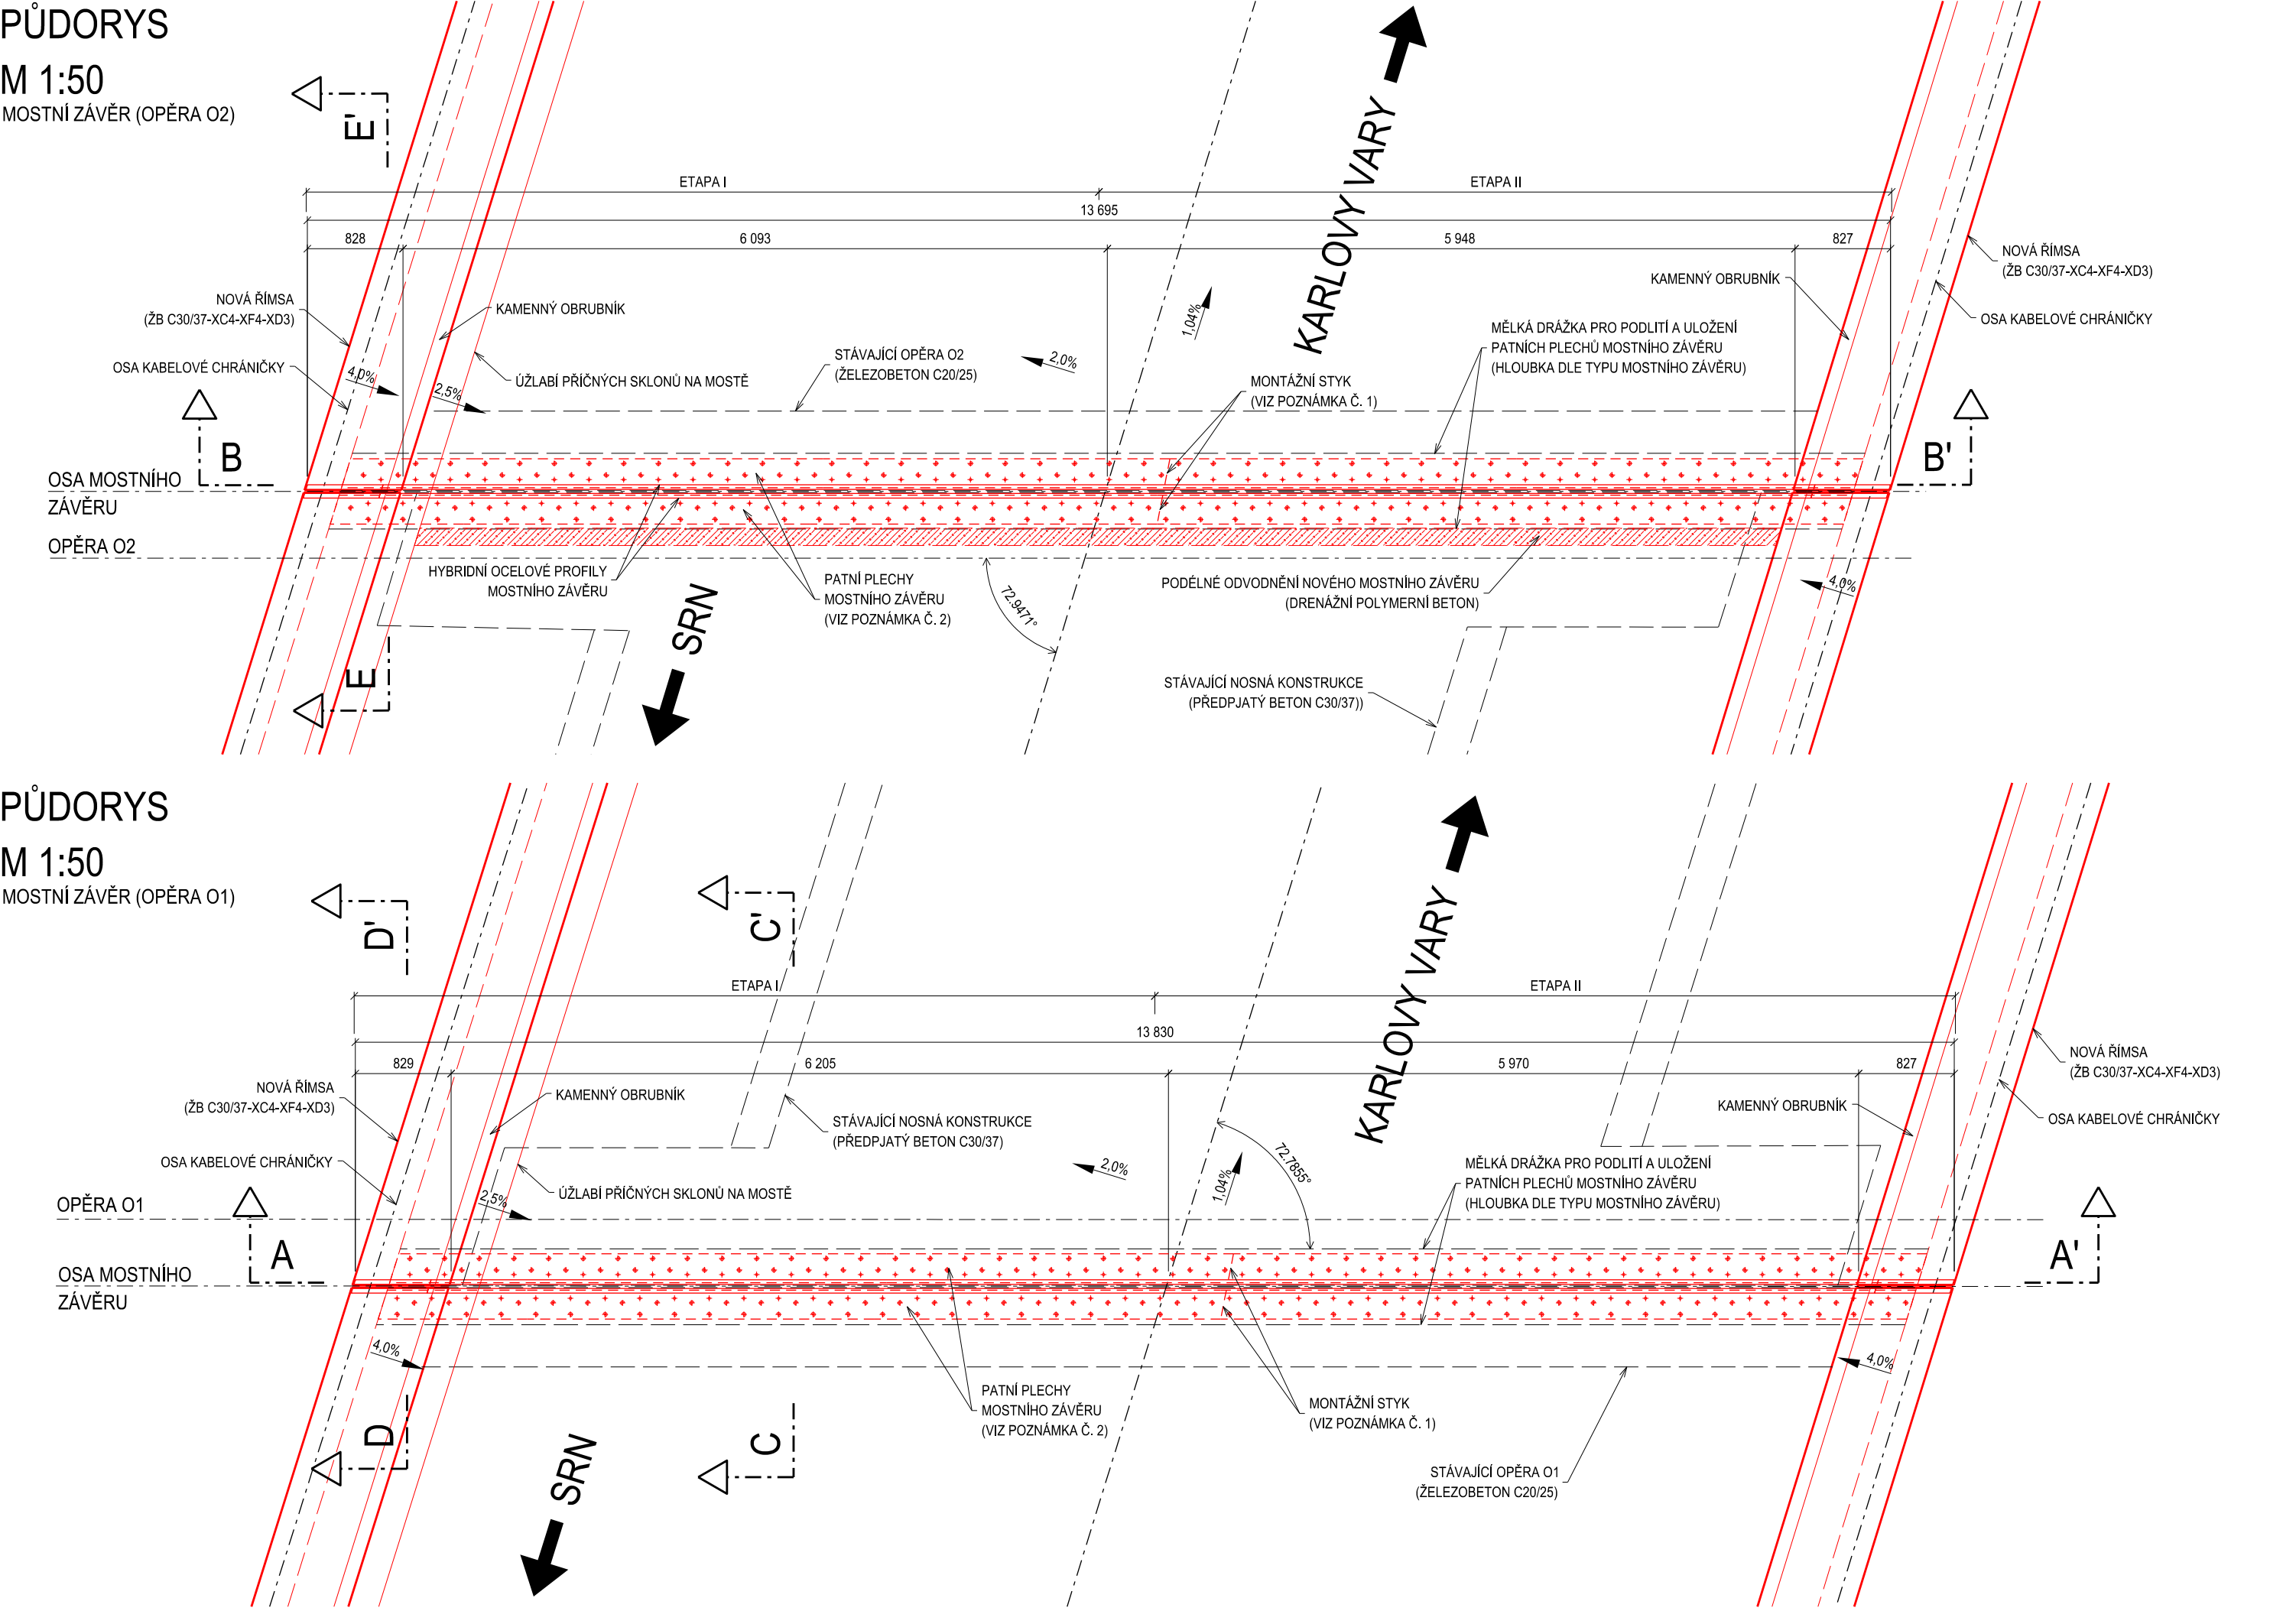 PŮDORYS
M 1:50
MOSTNÍ ZÁVĚR (OPĚRA O2)
E'
KARLOVY VARY
ETAPA I
ETAPA II
13 695
828
6 093
5 948
827
NOVÁ ŘÍMSA
(ŽB C30/37-XC4-XF4-XD3)
OSA KABELOVÉ CHRÁNIČKY
KAMENNÝ OBRUBNÍK
ÚŽLABÍ PŘÍČNÝCH SKLONŮ NA MOSTĚ
4,0%
2,5%
STÁVAJÍCÍ OPĚRA O2
(ŽELEZOBETON C20/25)
2,0%
1,04%
MONTÁŽNÍ STYK
(VIZ POZNÁMKA Č. 1)
MĚLKÁ DRÁŽKA PRO PODLITÍ A ULOŽENÍ
PATNÍCH PLECHŮ MOSTNÍHO ZÁVĚRU
(HLOUBKA DLE TYPU MOSTNÍHO ZÁVĚRU)
KAMENNÝ OBRUBNÍK
NOVÁ ŘÍMSA
(ŽB C30/37-XC4-XF4-XD3)
OSA KABELOVÉ CHRÁNIČKY
B
B'
OSA MOSTNÍHO
ZÁVĚRU
OPĚRA O2
HYBRIDNÍ OCELOVÉ PROFILY
MOSTNÍHO ZÁVĚRU
PATNÍ PLECHY
MOSTNÍHO ZÁVĚRU
(VIZ POZNÁMKA Č. 2)
72.9471°
PODÉLNÉ ODVODNĚNÍ NOVÉHO MOSTNÍHO ZÁVĚRU
(DRENÁŽNÍ POLYMERNÍ BETON)
4,0%
E
SRN
STÁVAJÍCÍ NOSNÁ KONSTRUKCE
(PŘEDPJATÝ BETON C30/37))
PŮDORYS
M 1:50
MOSTNÍ ZÁVĚR (OPĚRA O1)
D'
C'
KARLOVY VARY
ETAPA I
ETAPA II
13 830
829
6 205
5 970
827
NOVÁ ŘÍMSA
(ŽB C30/37-XC4-XF4-XD3)
OSA KABELOVÉ CHRÁNIČKY
KAMENNÝ OBRUBNÍK
STÁVAJÍCÍ NOSNÁ KONSTRUKCE
(PŘEDPJATÝ BETON C30/37)
ÚŽLABÍ PŘÍČNÝCH SKLONŮ NA MOSTĚ
2,5%
2,0%
1,04%
72.7855°
MĚLKÁ DRÁŽKA PRO PODLITÍ A ULOŽENÍ
PATNÍCH PLECHŮ MOSTNÍHO ZÁVĚRU
(HLOUBKA DLE TYPU MOSTNÍHO ZÁVĚRU)
KAMENNÝ OBRUBNÍK
NOVÁ ŘÍMSA
(ŽB C30/37-XC4-XF4-XD3)
OSA KABELOVÉ CHRÁNIČKY
OPĚRA O1
A
A'
OSA MOSTNÍHO
ZÁVĚRU
4,0%
4,0%
PATNÍ PLECHY
MOSTNÍHO ZÁVĚRU
(VIZ POZNÁMKA Č. 2)
MONTÁŽNÍ STYK
(VIZ POZNÁMKA Č. 1)
D
C
SRN
STÁVAJÍCÍ OPĚRA O1
(ŽELEZOBETON C20/25)